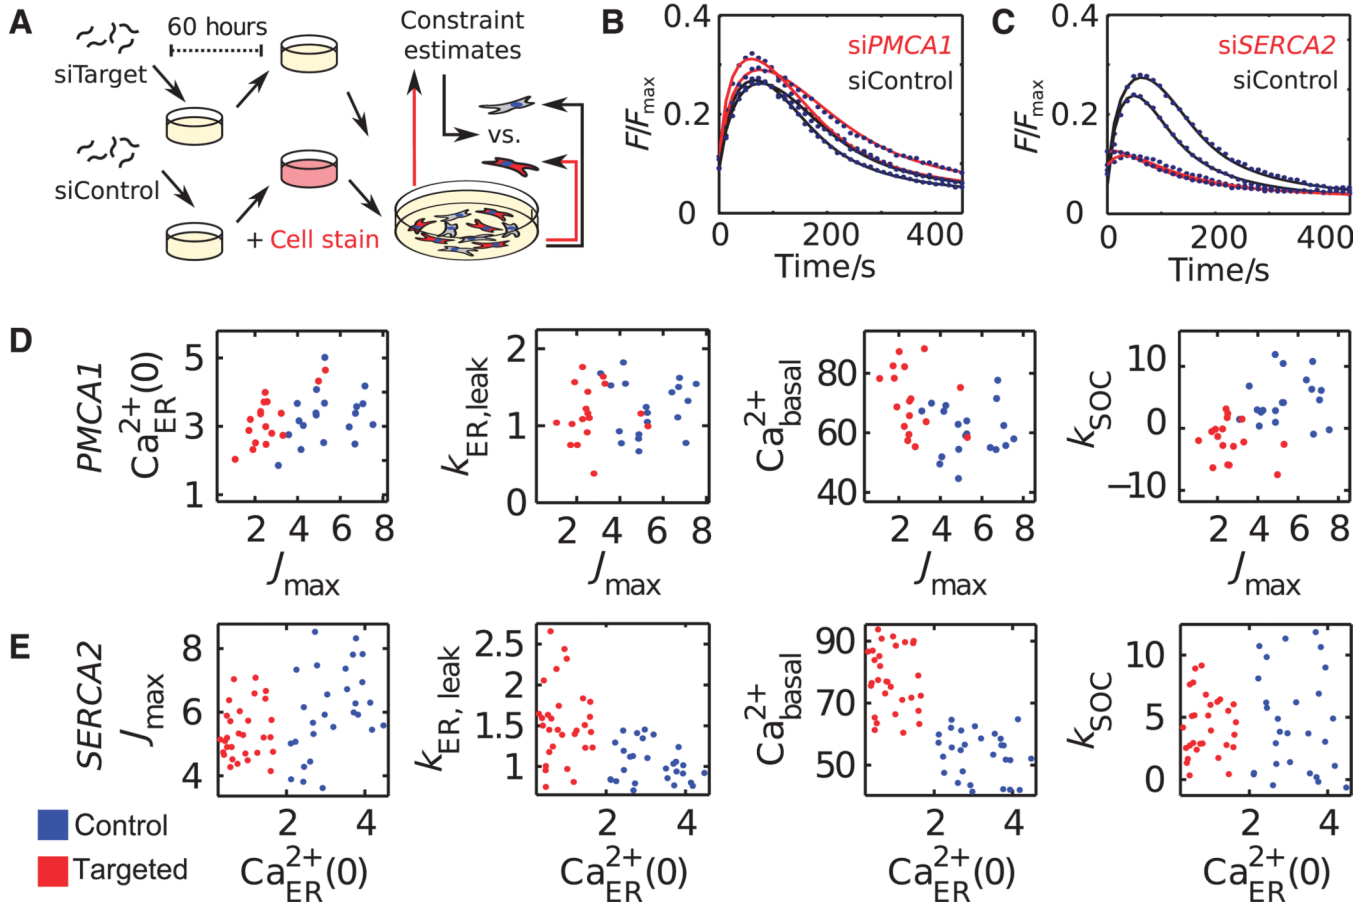 A
60 hours
siTarget
siControl
+ Cell stain
Constraint
estimates
vs.
B
0.4
0.2
0
F/Fmax
siPMCA1
siControl
0
200
400
Time/s
C
0.4
0.2
0
F/Fmax
siSERCA2
siControl
0
200
400
Time/s
D
PMCA1
Ca2+ER(0)
5
3
1
2 4 6 8
Jmax
kER,leak
2
1
0
2 4 6 8
Jmax
Ca2+basal
80
60
40
2 4 6 8
Jmax
kSOC
10
0
−10
2 4 6 8
Jmax
E
SERCA2
Jmax
8
6
4
2 4
Ca2+ER(0)
kER, leak
2.5
2
1.5
1
2 4
Ca2+ER(0)
Ca2+basal
90
70
50
2 4
Ca2+ER(0)
kSOC
10
5
0
2 4
Ca2+ER(0)
Control
Targeted